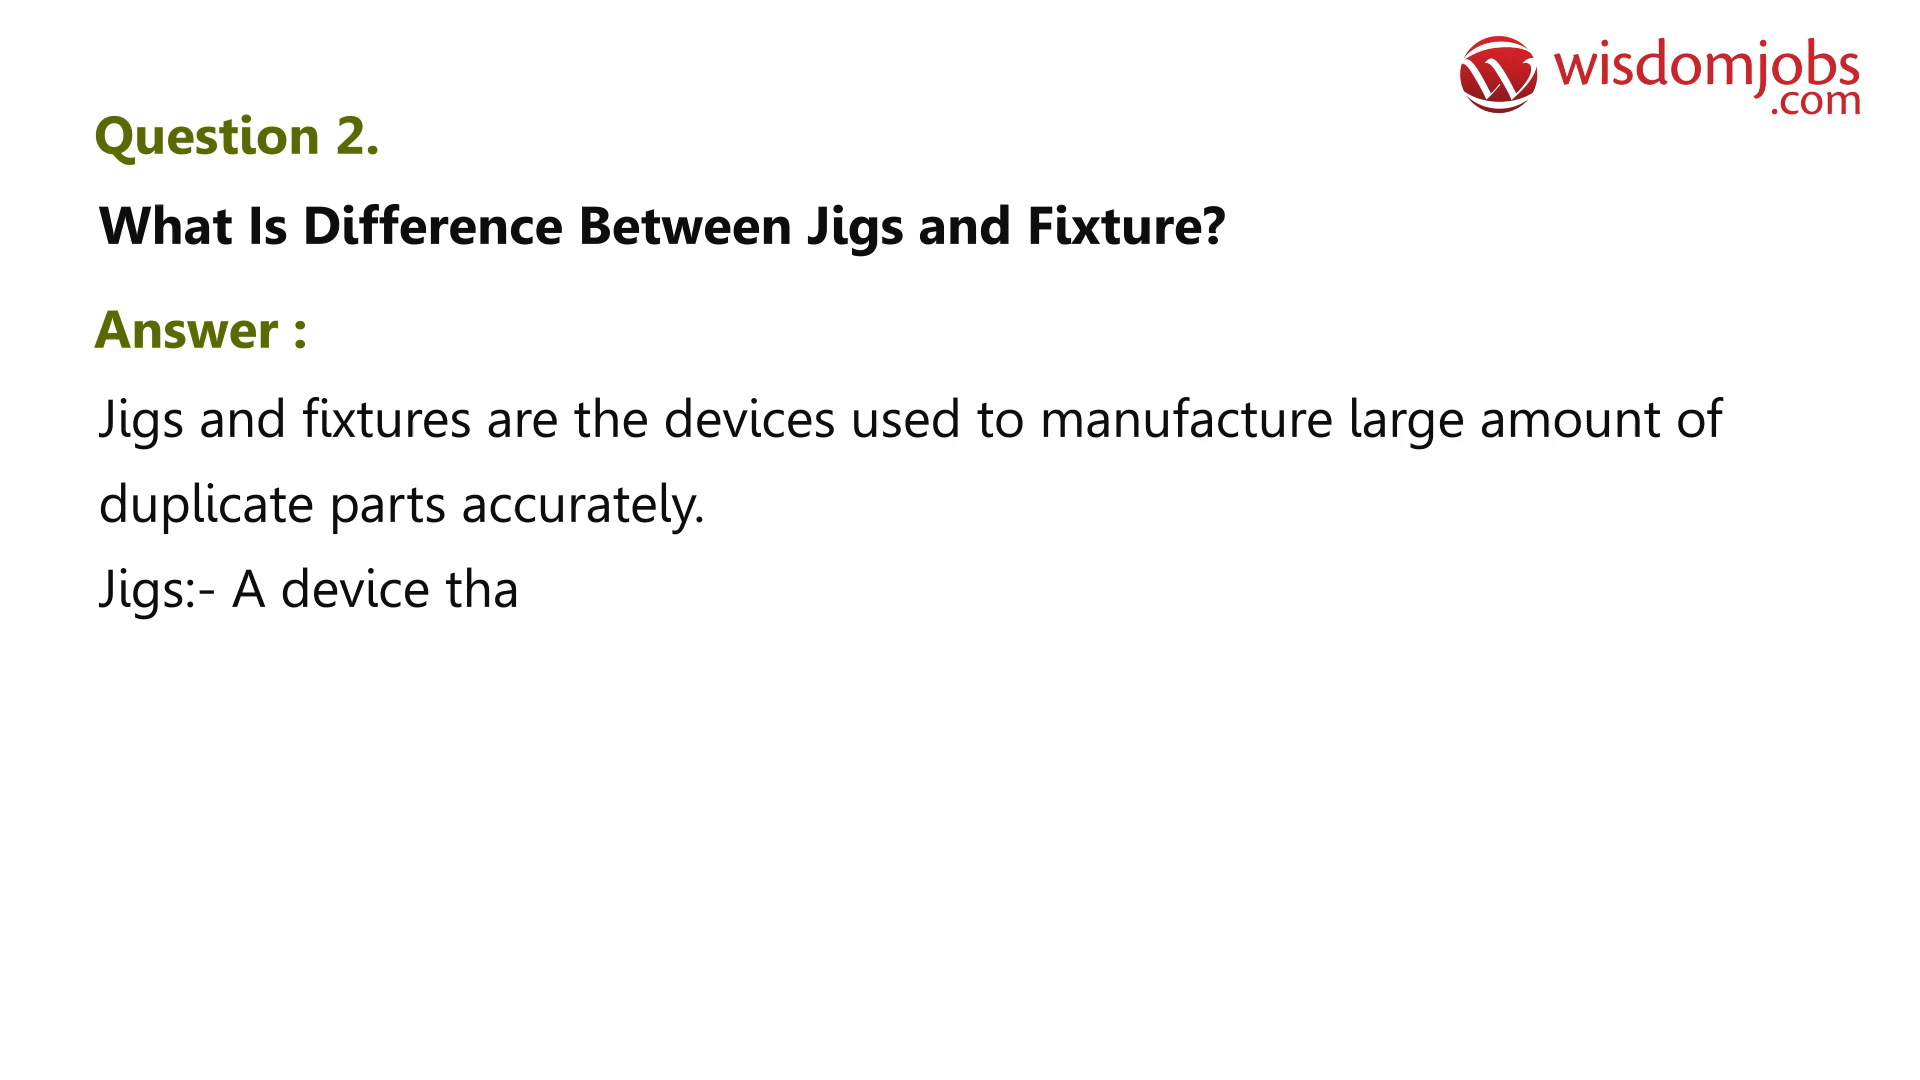 wisdomjobs
.com
Question 2.
What Is Difference Between Jigs and Fixture?
Answer :
Jigs and fixtures are the devices used to manufacture large amount of
duplicate parts accurately.
Jigs:- A device tha